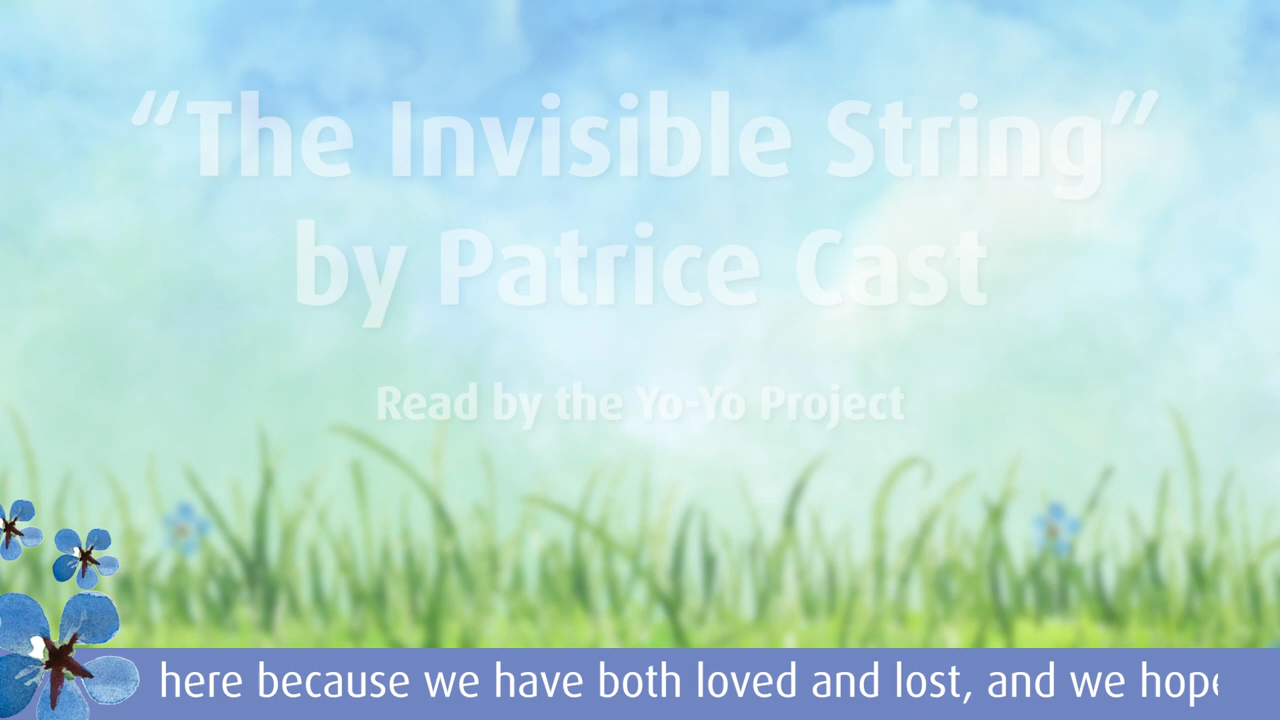 “The Invisible String”
by Patrice Cast
Read by the Yo-Yo Project
here because we have both loved and lost, and we hope